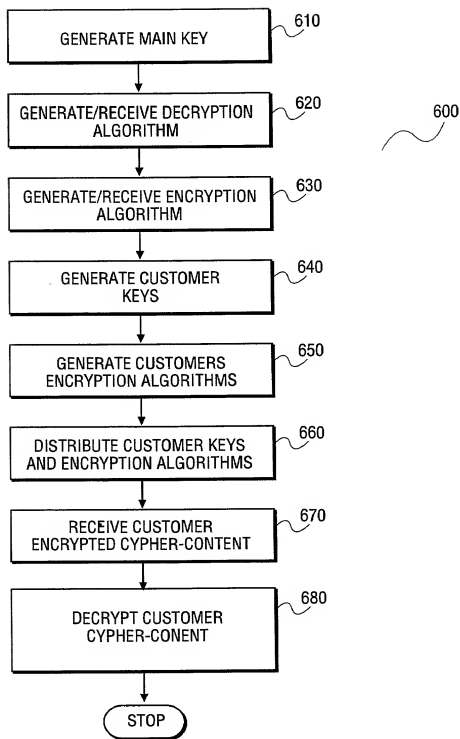 GENERATE MAIN KEY
610
GENERATE/RECEIVE DECRYPTION
ALGORITHM
620
600
GENERATE/RECEIVE ENCRYPTION
ALGORITHM
630
GENERATE CUSTOMER
KEYS
640
GENERATE CUSTOMERS
ENCRYPTION ALGORITHMS
650
DISTRIBUTE CUSTOMER KEYS
AND ENCRYPTION ALGORITHMS
660
RECEIVE CUSTOMER
ENCRYPTED CYPHER-CONTENT
670
DECRYPT CUSTOMER
CYPHER-CONENT
680
STOP